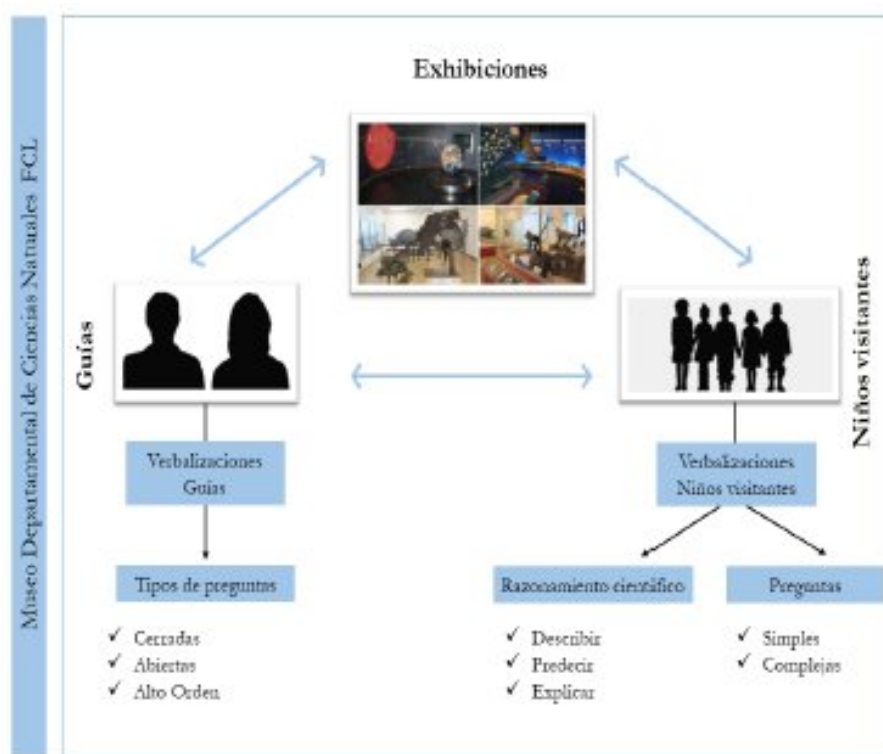 Museo Departamental de Ciencias Naturales FCL
Exhibiciones
Guías
Niños visitantes
Verbalizaciones
Guías
Verbalizaciones
Niños visitantes
Tipos de preguntas
Razonamiento científico
Preguntas
Cerradas
Abiertas
Alto Orden
Describir
Predecir
Explicar
Simples
Complejas